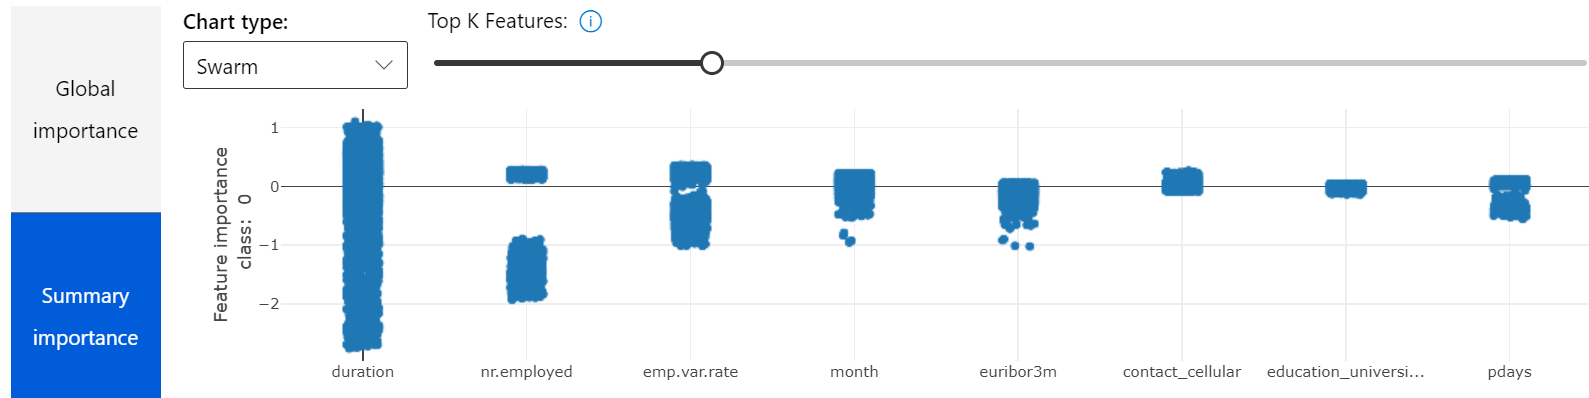 Global
importance
Summary
importance
Chart type:
Swarm
Top K Features:
Feature importance
class: 0
1
0
−1
−2
duration
nr.employed
emp.var.rate
month
euribor3m
contact_cellular
education_universi...
pdays